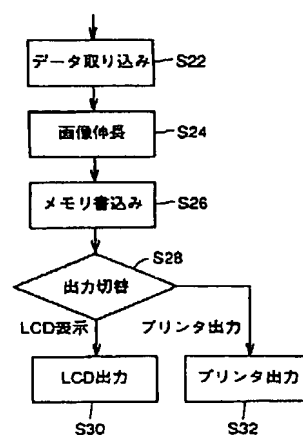 データ取り込み S22
画像伸長 S24
メモリ書込み S26
S28
出力切替
LCD表示 プリンタ出力
LCD出力 プリンタ出力
S30 S32